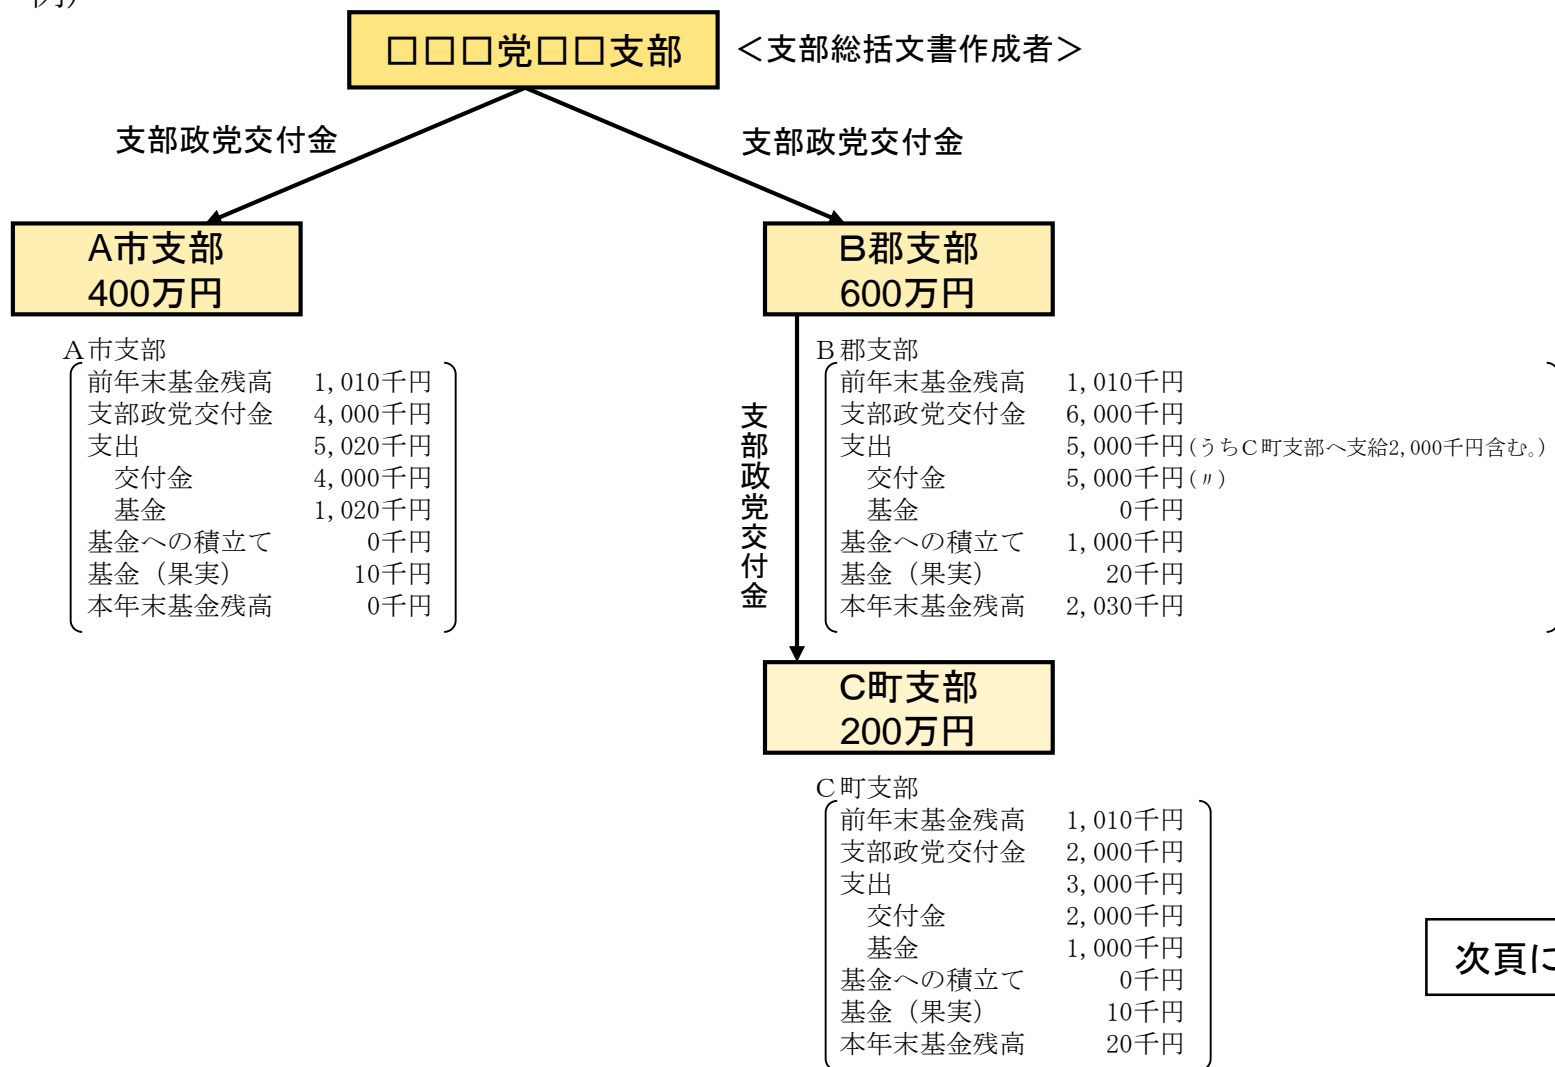 例）
□□□党□□支部
＜支部総括文書作成者＞
支部政党交付金
支部政党交付金
A市支部
400万円
Ａ市支部
前年末基金残高 1,010千円
支部政党交付金 4,000千円
支出 5,020千円
交付金 4,000千円
基金 1,020千円
基金への積立て 0千円
基金（果実） 10千円
本年末基金残高 0千円
Ｂ郡支部
600万円
Ｂ郡支部
前年末基金残高 1,010千円
支部政党交付金 6,000千円
支出 5,000千円(うちＣ町支部へ支給2,000千円含む。)
交付金 5,000千円(〃)
基金 0千円
基金への積立て 1,000千円
基金（果実） 20千円
本年末基金残高 2,030千円
支部政党交付金
C町支部
200万円
Ｃ町支部
前年末基金残高 1,010千円
支部政党交付金 2,000千円
支出 3,000千円
交付金 2,000千円
基金 1,000千円
基金への積立て 0千円
基金（果実） 10千円
本年末基金残高 20千円
次頁に